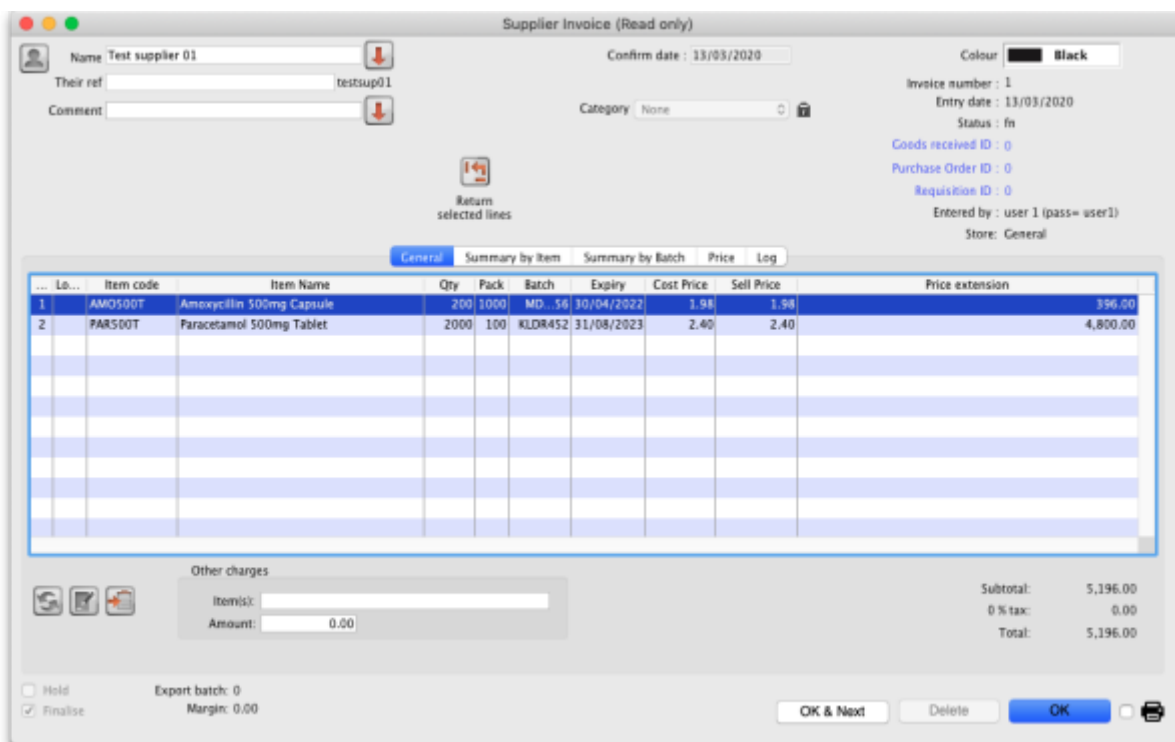 Supplier Invoice (Read only)
Name Test supplier 01
Confirm date : 13/03/2020
Colour Black
Their ref testsup01
Invoice number : 1
Comment
Category None
Entry date : 13/03/2020
Status : fn
Goods received ID : 0
Purchase Order ID : 0
Requisition ID : 0
Return
selected lines
Entered by : user 1 (pass= user1)
Store: General
General Summary by Item Summary by Batch Price Log
... Lo... Item code Item Name Qty Pack Batch Expiry Cost Price Sell Price Price extension
1 AMO500T Amoxycillin 500mg Capsule 200 1000 MD...56 30/04/2022 1.98 1.98 396.00
2 PAR500T Paracetamol 500mg Tablet 2000 100 KLDR452 31/08/2023 2.40 2.40 4,800.00
Other charges
Item(s):
Amount: 0.00
Subtotal: 5,196.00
0 % tax: 0.00
Total: 5,196.00
Hold
Export batch: 0
Finalise
Margin: 0.00
OK & Next Delete OK